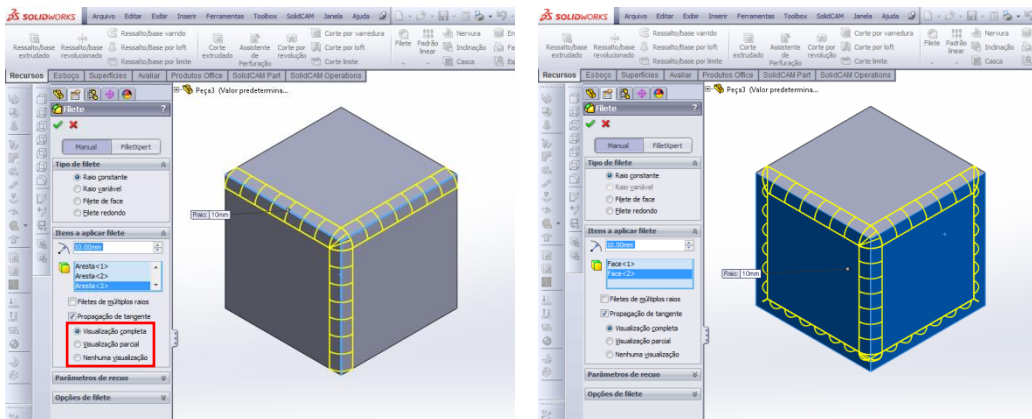 SOLIDWORKS Arquivo Editar Exibir Inserir Ferramentas Toolbox SolidCAM Janela Ajuda
Ressalto/base extrudado
Ressalto/base revolucionado
Ressalto/base varrido
Ressalto/base por loft
Ressalto/base por limite
Corte extrudado
Assistente de Perfuração
Corte por revolução
Corte por varredura
Corte por loft
Corte limite
Filete
Padrão linear
Nervura
Inclinação
Casca
Recursos Esboço Superfícies Avaliar Produtos Office SolidCAM Part SolidCAM Operations
Peça3 (Valor predetermina...
Filete ?
Manual FilletXpert
Tipo de filete
Raio constante
Raio variável
Filete de face
Filete redondo
Itens a aplicar filete
10.00mm
Aresta<1>
Aresta<2>
Aresta<3>
Filetes de múltiplos raios
Propagação de tangente
Visualização completa
Visualização parcial
Nenhuma visualização
Parâmetros de recuo
Opções de filete
Raio: 10mm
SOLIDWORKS Arquivo Editar Exibir Inserir Ferramentas Toolbox SolidCAM Janela Ajuda
Ressalto/base extrudado
Ressalto/base revolucionado
Ressalto/base varrido
Ressalto/base por loft
Ressalto/base por limite
Corte extrudado
Assistente de Perfuração
Corte por revolução
Corte por varredura
Corte por loft
Corte limite
Filete
Padrão linear
Nervura
Inclinação
Casca
Recursos Esboço Superfícies Avaliar Produtos Office SolidCAM Part SolidCAM Operations
Peça3 (Valor predetermina...
Filete ?
Manual FilletXpert
Tipo de filete
Raio constante
Raio variável
Filete de face
Filete redondo
Itens a aplicar filete
10.00mm
Face<1>
Face<2>
Filetes de múltiplos raios
Propagação de tangente
Visualização completa
Visualização parcial
Nenhuma visualização
Parâmetros de recuo
Opções de filete
Raio: 10mm